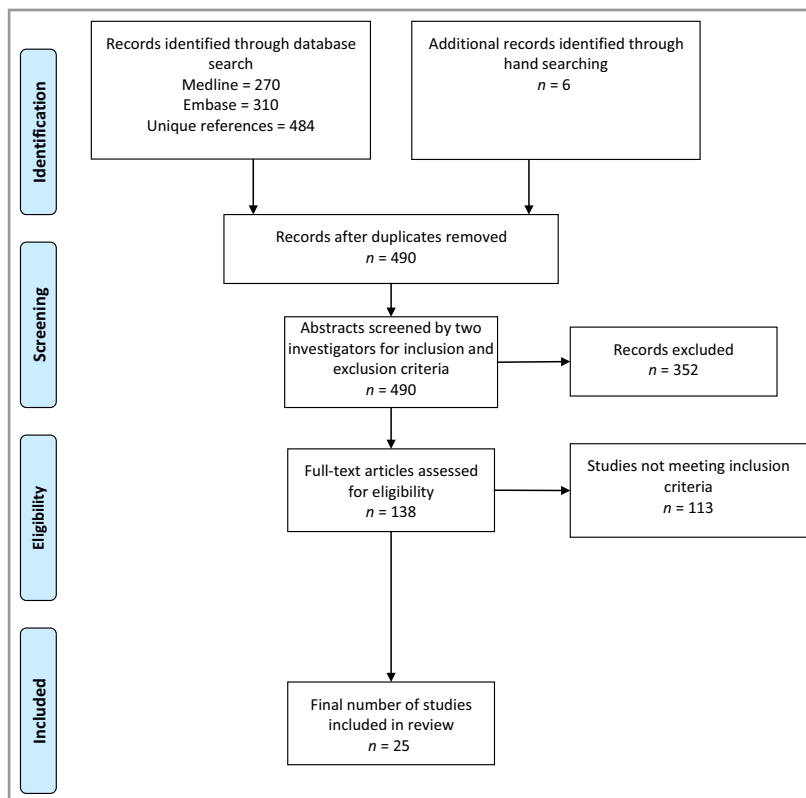 Identification
Records identified through database
search
Medline = 270
Embase = 310
Unique references = 484
Additional records identified through
hand searching
n = 6
Records after duplicates removed
n = 490
Screening
Abstracts screened by two
investigators for inclusion and
exclusion criteria
n = 490
Records excluded
n = 352
Eligibility
Full-text articles assessed
for eligibility
n = 138
Studies not meeting inclusion
criteria
n = 113
Included
Final number of studies
included in review
n = 25